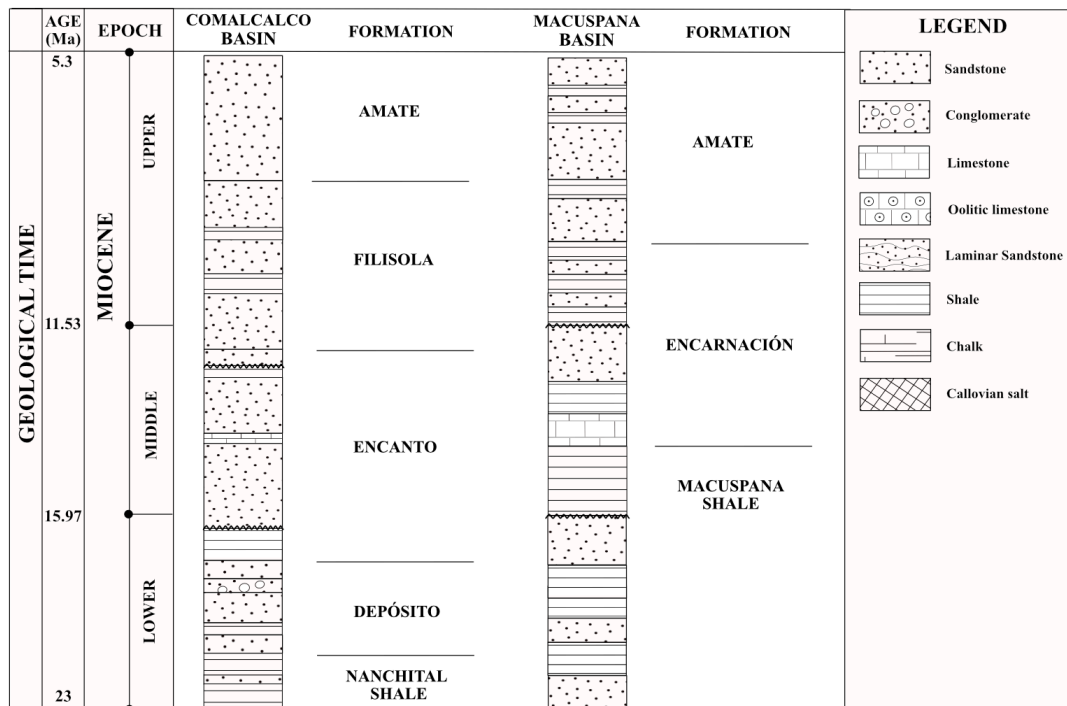 AGE
(Ma)
EPOCH
COMALCALCO
BASIN
FORMATION
MACUSPANA
BASIN
FORMATION
LEGEND
GEOLOGICAL TIME
5.3
11.53
15.97
23
MIOCENE
UPPER
MIDDLE
LOWER
AMATE
FILISOLA
ENCANTO
DEPÓSITO
NANCHITAL
SHALE
AMATE
ENCARNACIÓN
MACUSPANA
SHALE
Sandstone
Conglomerate
Limestone
Oolitic limestone
Laminar Sandstone
Shale
Chalk
Callovian salt